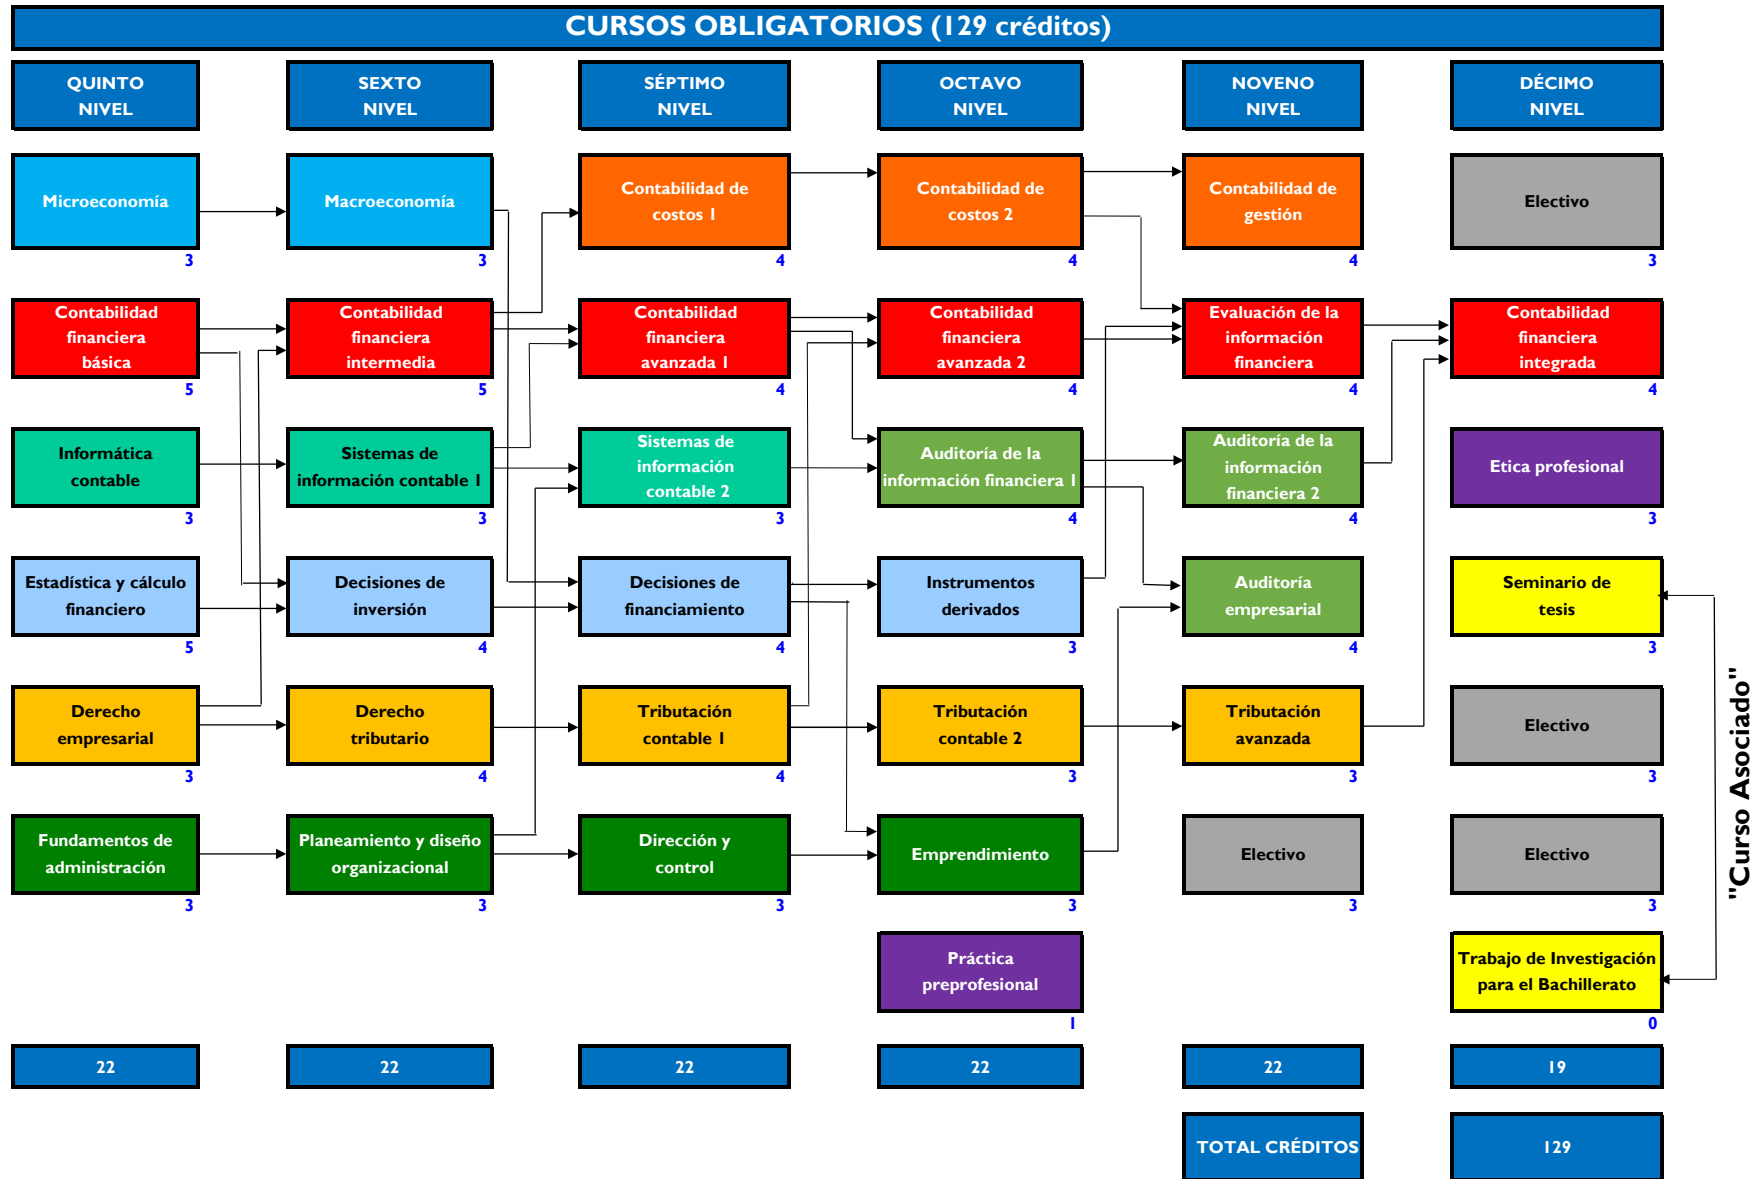 CURSOS OBLIGATORIOS (129 créditos)
QUINTO
NIVEL
SEXTO
NIVEL
SÉPTIMO
NIVEL
OCTAVO
NIVEL
NOVENO
NIVEL
DÉCIMO
NIVEL
Microeconomía
3
Macroeconomía
3
Contabilidad de
costos 1
4
Contabilidad de
costos 2
4
Contabilidad de
gestión
4
Electivo
3
Contabilidad
financiera
básica
5
Contabilidad
financiera
intermedia
5
Contabilidad
financiera
avanzada 1
4
Contabilidad
financiera
avanzada 2
4
Evaluación de la
información
financiera
4
Contabilidad
financiera
integrada
4
Informática
contable
3
Sistemas de
información contable 1
3
Sistemas de
información
contable 2
3
Auditoría de la
información financiera 1
4
Auditoría de la
información
financiera 2
4
Etica profesional
3
Estadística y cálculo
financiero
5
Decisiones de
inversión
4
Decisiones de
financiamiento
4
Instrumentos
derivados
3
Auditoría
empresarial
4
Seminario de
tesis
3
Derecho
empresarial
3
Derecho
tributario
4
Tributación
contable 1
4
Tributación
contable 2
3
Tributación
avanzada
3
Electivo
3
Fundamentos de
administración
3
Planeamiento y diseño
organizacional
3
Dirección y
control
3
Emprendimiento
3
Electivo
3
Electivo
3
Práctica
preprofesional
1
Trabajo de Investigación
para el Bachillerato
0
"Curso Asociado"
22
22
22
22
22
19
TOTAL CRÉDITOS
129